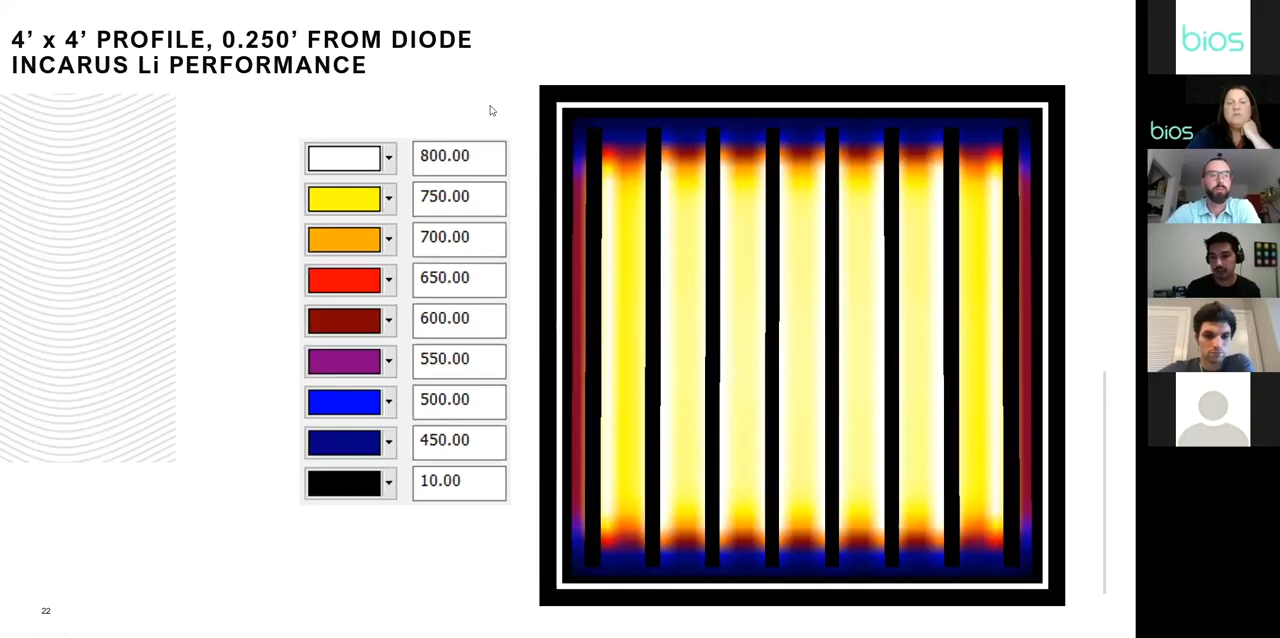 4’ x 4’ PROFILE, 0.250’ FROM DIODE
INCARUS Li PERFORMANCE
800.00
750.00
700.00
650.00
600.00
550.00
500.00
450.00
10.00
22
bios
bios